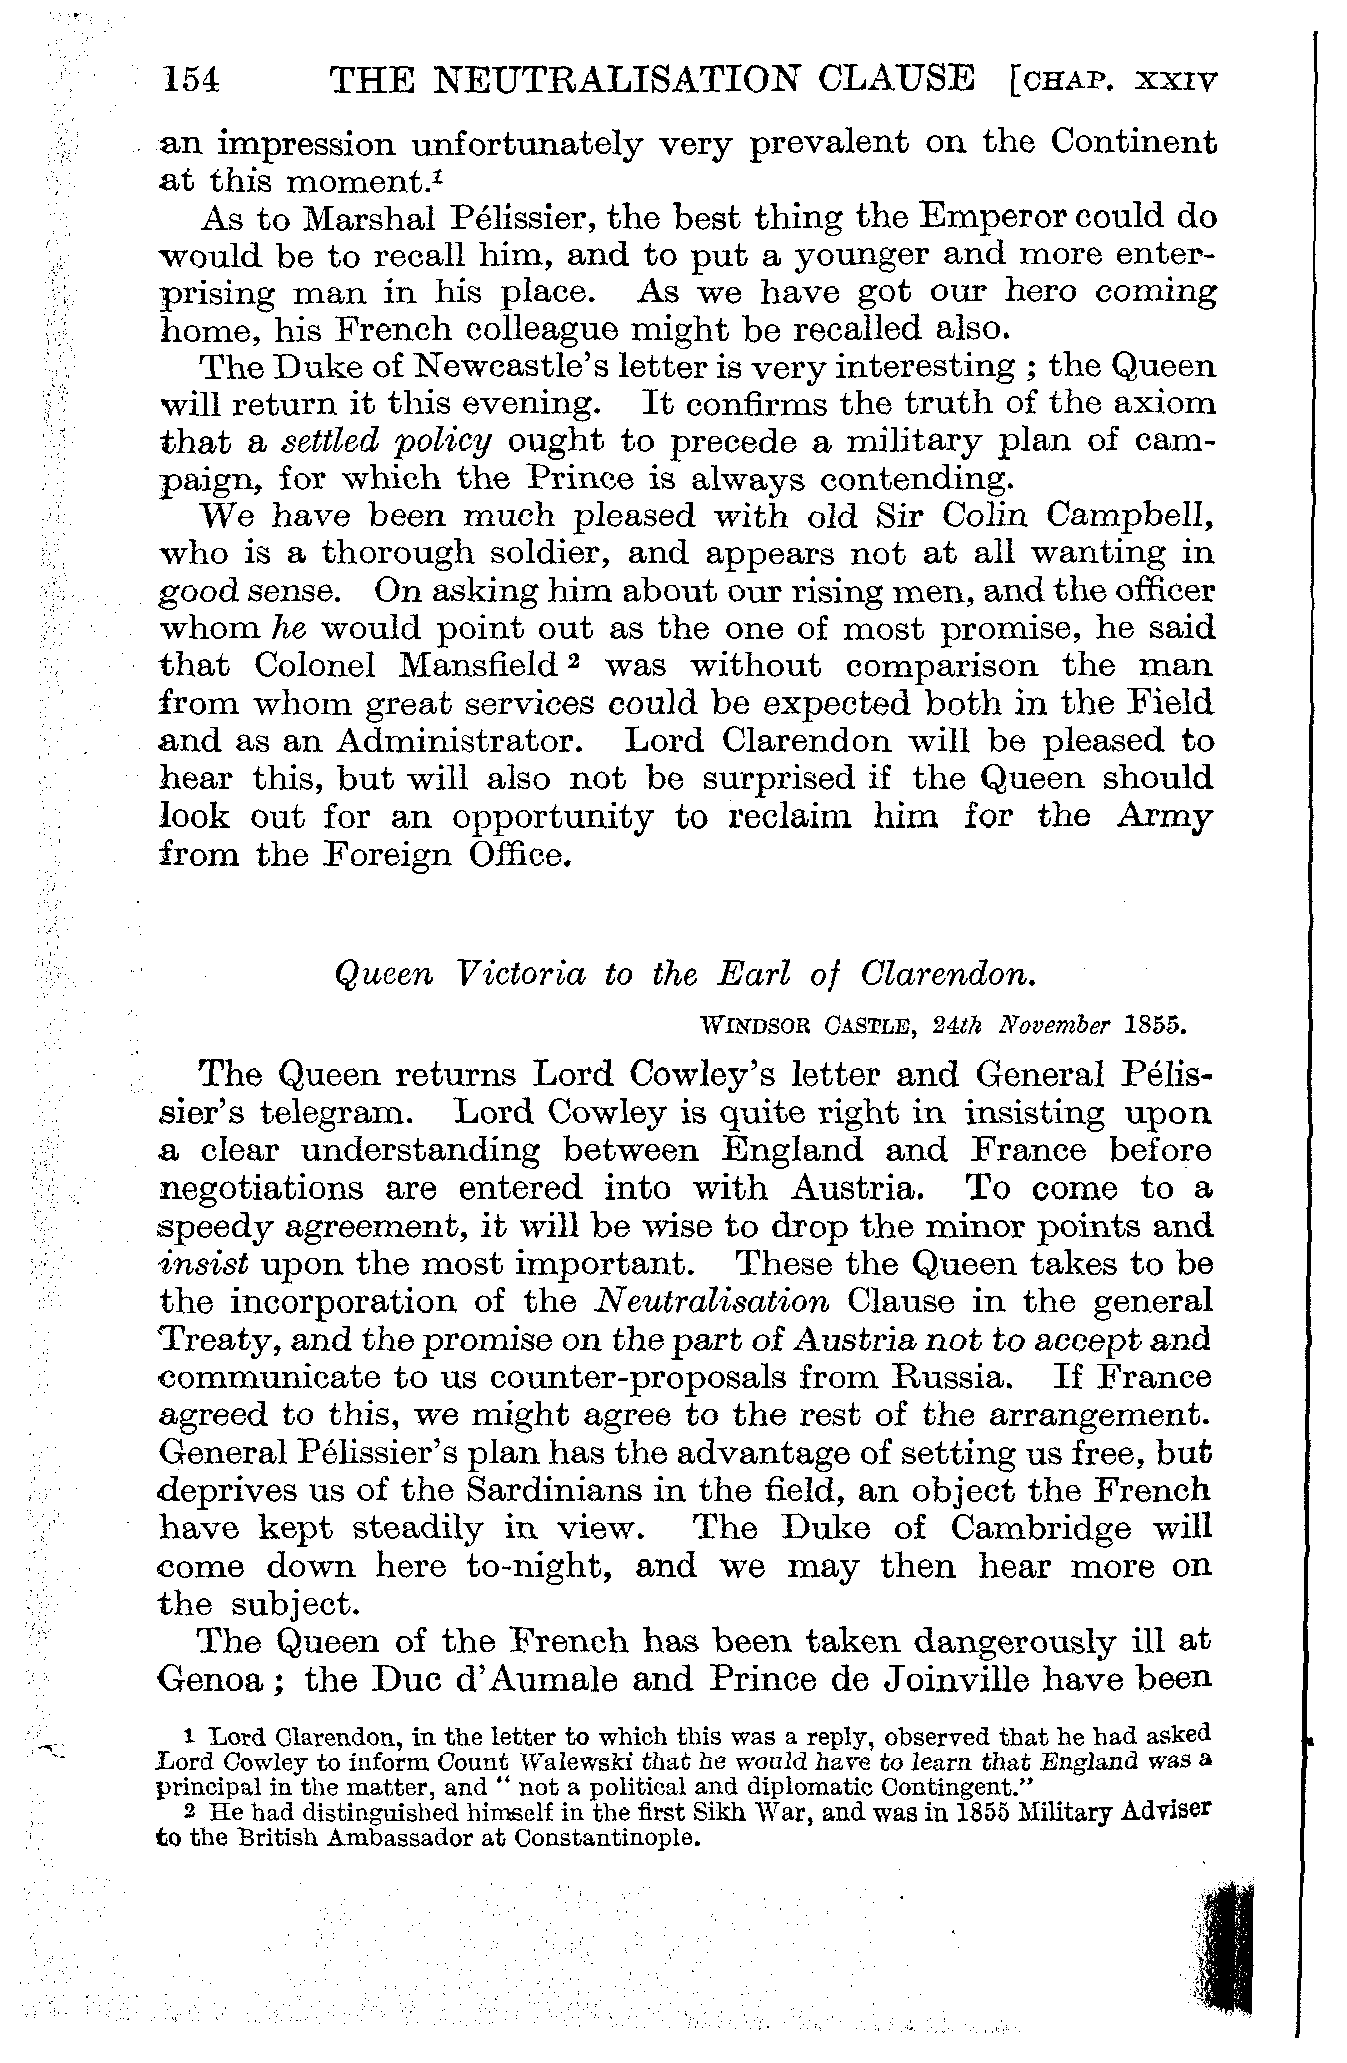 154 THE NEUTRALISATION CLAUSE [CHAP. XXIV
an impression unfortunately very prevalent on the Continent
at this moment.1
As to Marshal Pélissier, the best thing the Emperor could do
would be to recall him, and to put a younger and more enter-
prising man in his place. As we have got our hero coming
home, his French colleague might be recalled also.
The Duke of Newcastle's letter is very interesting ; the Queen
will return it this evening. It confirms the truth of the axiom
that a settled policy ought to precede a military plan of cam-
paign, for which the Prince is always contending.
We have been much pleased with old Sir Colin Campbell,
who is a thorough soldier, and appears not at all wanting in
good sense. On asking him about our rising men, and the officer
whom he would point out as the one of most promise, he said
that Colonel Mansfield 2 was without comparison the man
from whom great services could be expected both in the Field
and as an Administrator. Lord Clarendon will be pleased to
hear this, but will also not be surprised if the Queen should
look out for an opportunity to reclaim him for the Army
from the Foreign Office.
Queen Victoria to the Earl of Clarendon.
WINDSOR CASTLE, 24th November 1855.
The Queen returns Lord Cowley's letter and General Pélis-
sier's telegram. Lord Cowley is quite right in insisting upon
a clear understanding between England and France before
negotiations are entered into with Austria. To come to a
speedy agreement, it will be wise to drop the minor points and
insist upon the most important. These the Queen takes to be
the incorporation of the Neutralisation Clause in the general
Treaty, and the promise on the part of Austria not to accept and
communicate to us counter-proposals from Russia. If France
agreed to this, we might agree to the rest of the arrangement.
General Pélissier's plan has the advantage of setting us free, but
deprives us of the Sardinians in the field, an object the French
have kept steadily in view. The Duke of Cambridge will
come down here to-night, and we may then hear more on
the subject.
The Queen of the French has been taken dangerously ill at
Genoa ; the Duc d'Aumale and Prince de Joinville have been
1 Lord Clarendon, in the letter to which this was a reply, observed that he had asked
Lord Cowley to inform Count Walewski that he would have to learn that England was a
principal in the matter, and " not a political and diplomatic Contingent."
2 He had distinguished himself in the first Sikh War, and was in 1855 Military Adviser
to the British Ambassador at Constantinople.